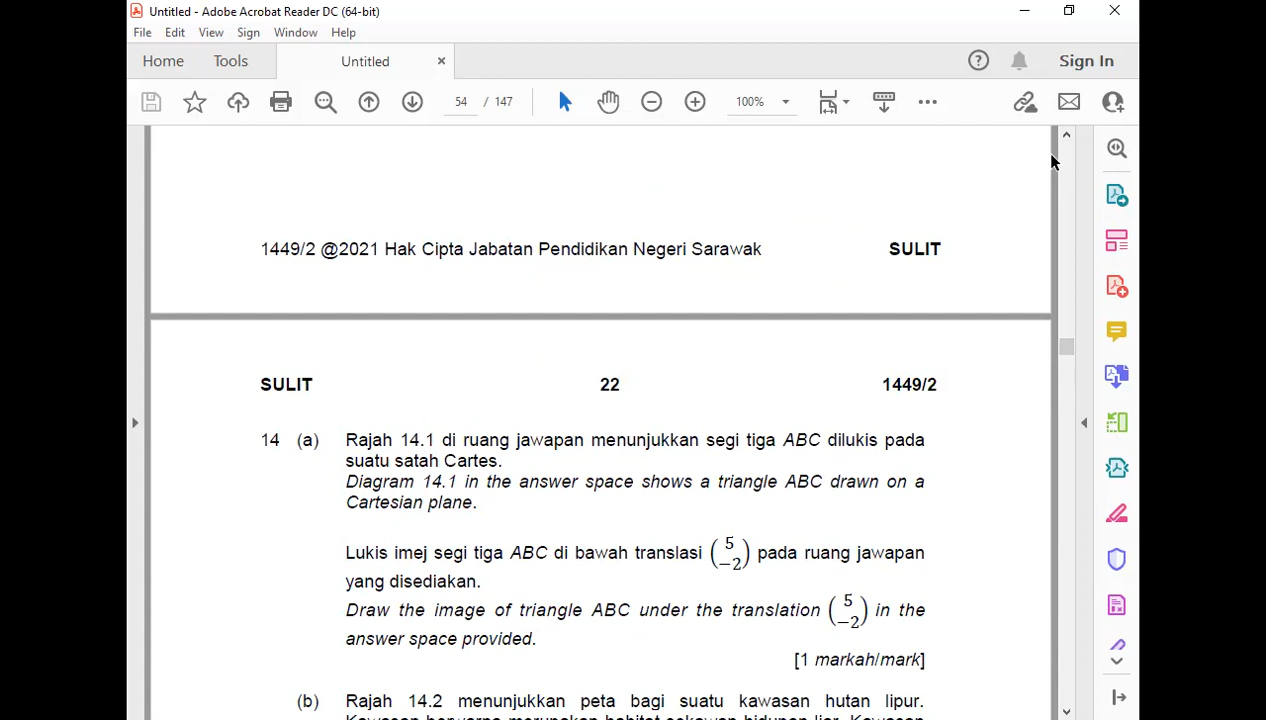 Untitled - Adobe Acrobat Reader DC (64-bit)
File Edit View Sign Window Help
Home Tools Untitled × Sign In
54 / 147 100%
1449/2 @2021 Hak Cipta Jabatan Pendidikan Negeri Sarawak SULIT
SULIT 22 1449/2
14 (a) Rajah 14.1 di ruang jawapan menunjukkan segi tiga ABC dilukis pada
suatu satah Cartes.
Diagram 14.1 in the answer space shows a triangle ABC drawn on a
Cartesian plane.
Lukis imej segi tiga ABC di bawah translasi (5 −2) pada ruang jawapan
yang disediakan.
Draw the image of triangle ABC under the translation (5 −2) in the
answer space provided.
[1 markah/mark]
(b) Rajah 14.2 menunjukkan peta bagi suatu kawasan hutan lipur.
Kawasan berwarna merupakan habitat sekawan hidupan liar. Kawasan